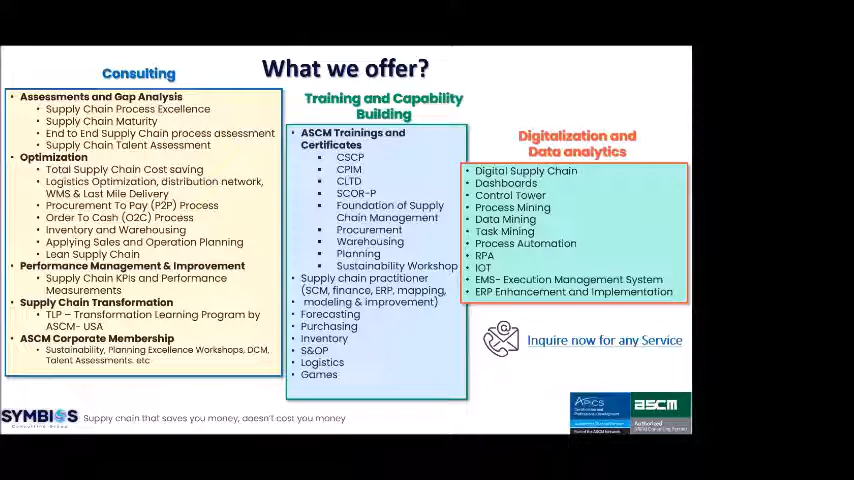 What we offer?
Consulting
Assessments and Gap Analysis
Supply Chain Process Excellence
Supply Chain Maturity
End to End Supply Chain process assessment
Supply Chain Talent Assessment
Optimization
Total Supply Chain Cost saving
Logistics Optimization, distribution network,
WMS & Last Mile Delivery
Procurement To Pay (P2P) Process
Order To Cash (O2C) Process
Inventory and Warehousing
Applying Sales and Operation Planning
Lean Supply Chain
Performance Management & Improvement
Supply Chain KPIs and Performance
Measurements
Supply Chain Transformation
TLP – Transformation Learning Program by
ASCM- USA
ASCM Corporate Membership
Sustainability, Planning Excellence Workshops, DCM,
Talent Assessments. etc
Training and Capability
Building
ASCM Trainings and
Certificates
CSCP
CPIM
CLTD
SCOR-P
Foundation of Supply
Chain Management
Procurement
Warehousing
Planning
Sustainability Workshop
Supply chain practitioner
(SCM, finance, ERP, mapping,
modeling & improvement)
Forecasting
Purchasing
Inventory
S&OP
Logistics
Games
Digitalization and
Data analytics
Digital Supply Chain
Dashboards
Control Tower
Process Mining
Data Mining
Task Mining
Process Automation
RPA
IOT
EMS- Execution Management System
ERP Enhancement and Implementation
Inquire now for any Service
SYMBIOS
Consulting Group
Supply chain that saves you money, doesn't cost you money
APICS
ascm
Authorized